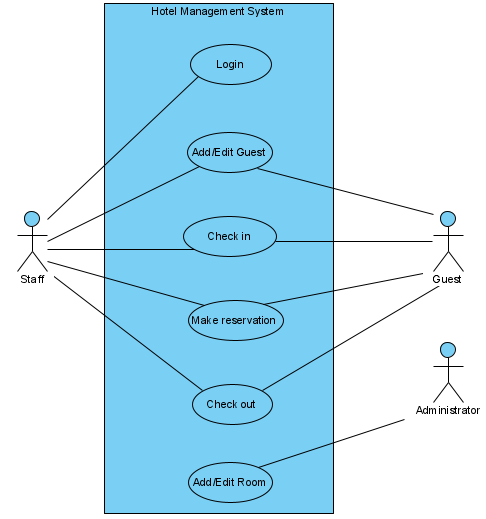 Hotel Management System
Login
Add/Edit Guest
Check in
Staff
Guest
Make reservation
Check out
Administrator
Add/Edit Room